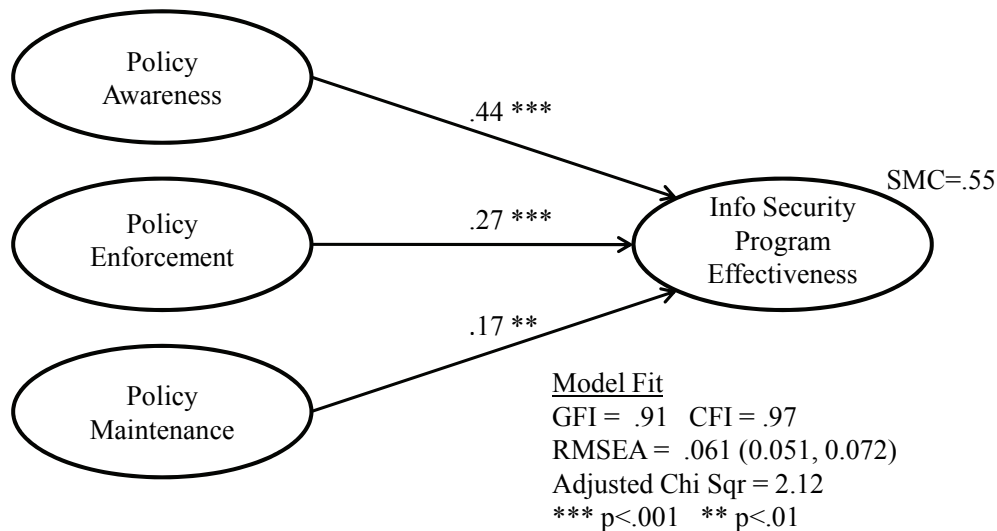 Policy
Awareness
.44 ***
Policy
Enforcement
.27 ***
SMC=.55
Info Security
Program
Effectiveness
Policy
Maintenance
.17 **
Model Fit
GFI = .91 CFI = .97
RMSEA = .061 (0.051, 0.072)
Adjusted Chi Sqr = 2.12
*** p<.001 ** p<.01